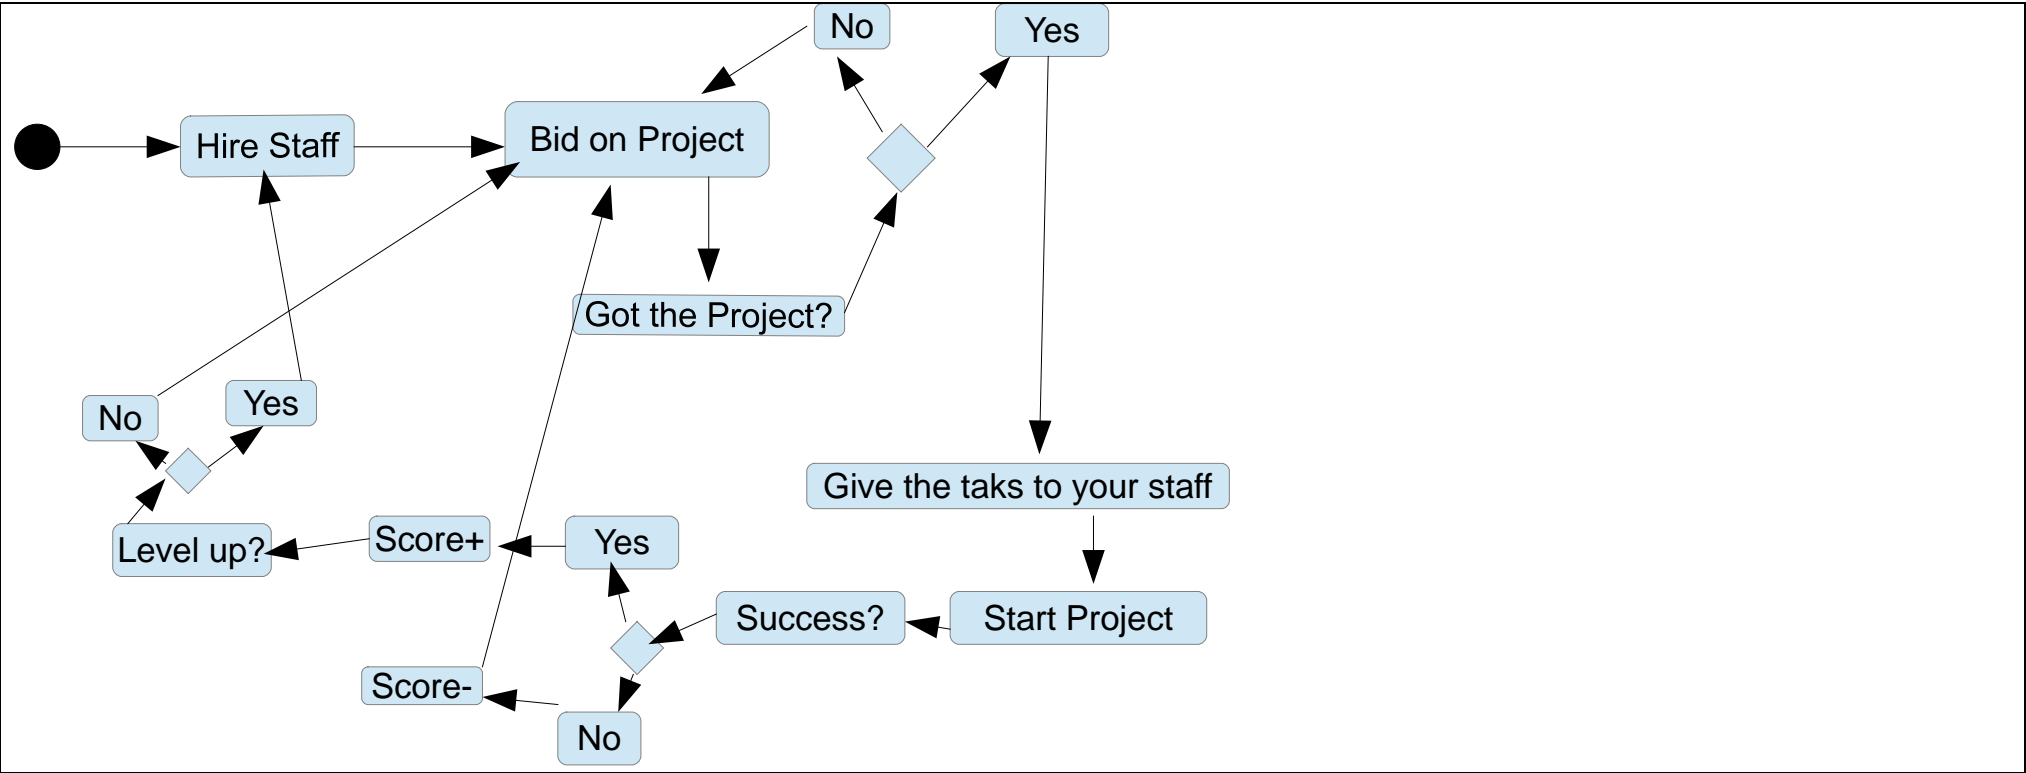 No
Yes
Hire Staff
Bid on Project
Got the Project?
No
Yes
Give the taks to your staff
Level up?
Score+
Yes
Success?
Start Project
Score-
No